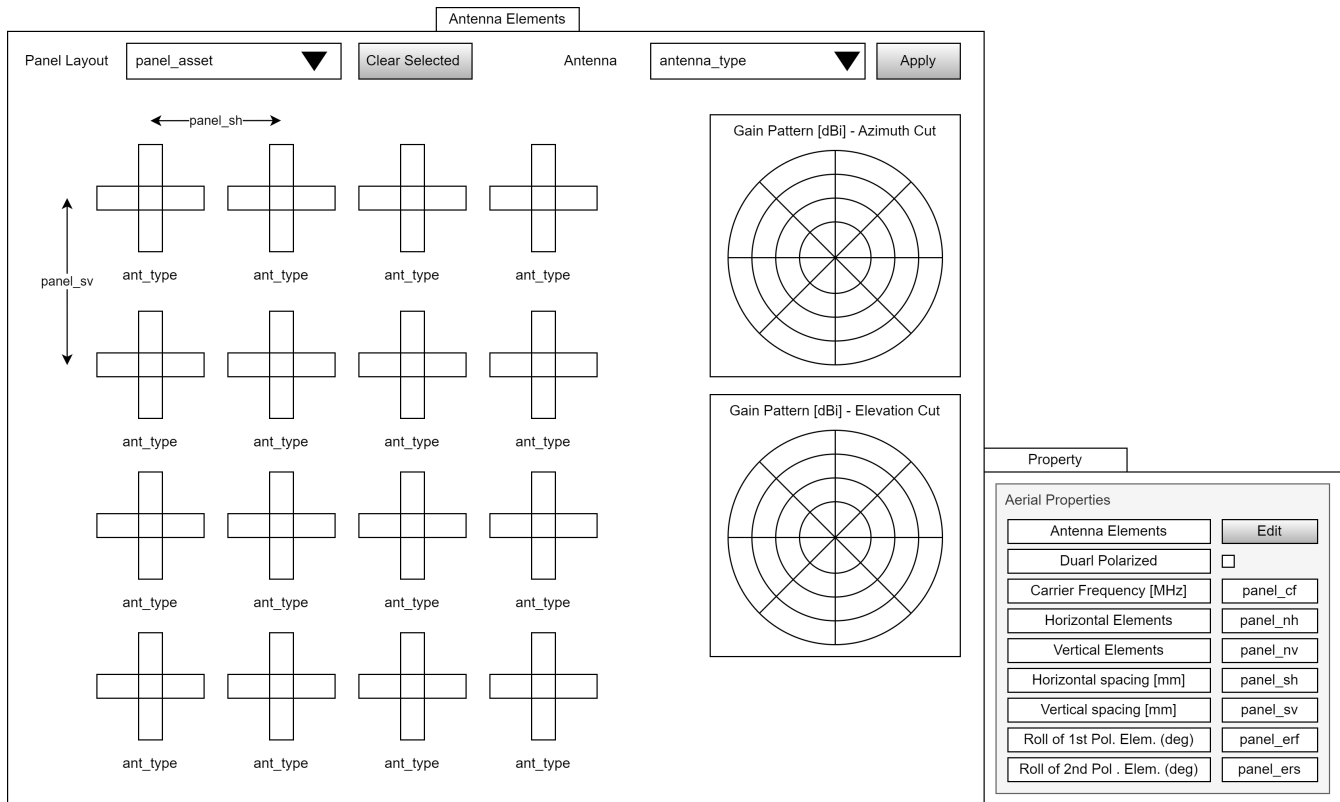 Antenna Elements
Panel Layout panel_asset Clear Selected Antenna antenna_type Apply
panel_sh
panel_sv
ant_type ant_type ant_type ant_type
ant_type ant_type ant_type ant_type
ant_type ant_type ant_type ant_type
ant_type ant_type ant_type ant_type
Gain Pattern [dBi] - Azimuth Cut
Gain Pattern [dBi] - Elevation Cut
Property
Aerial Properties
Antenna Elements Edit
Duarl Polarized
Carrier Frequency [MHz] panel_cf
Horizontal Elements panel_nh
Vertical Elements panel_nv
Horizontal spacing [mm] panel_sh
Vertical spacing [mm] panel_sv
Roll of 1st Pol. Elem. (deg) panel_erf
Roll of 2nd Pol . Elem. (deg) panel_ers